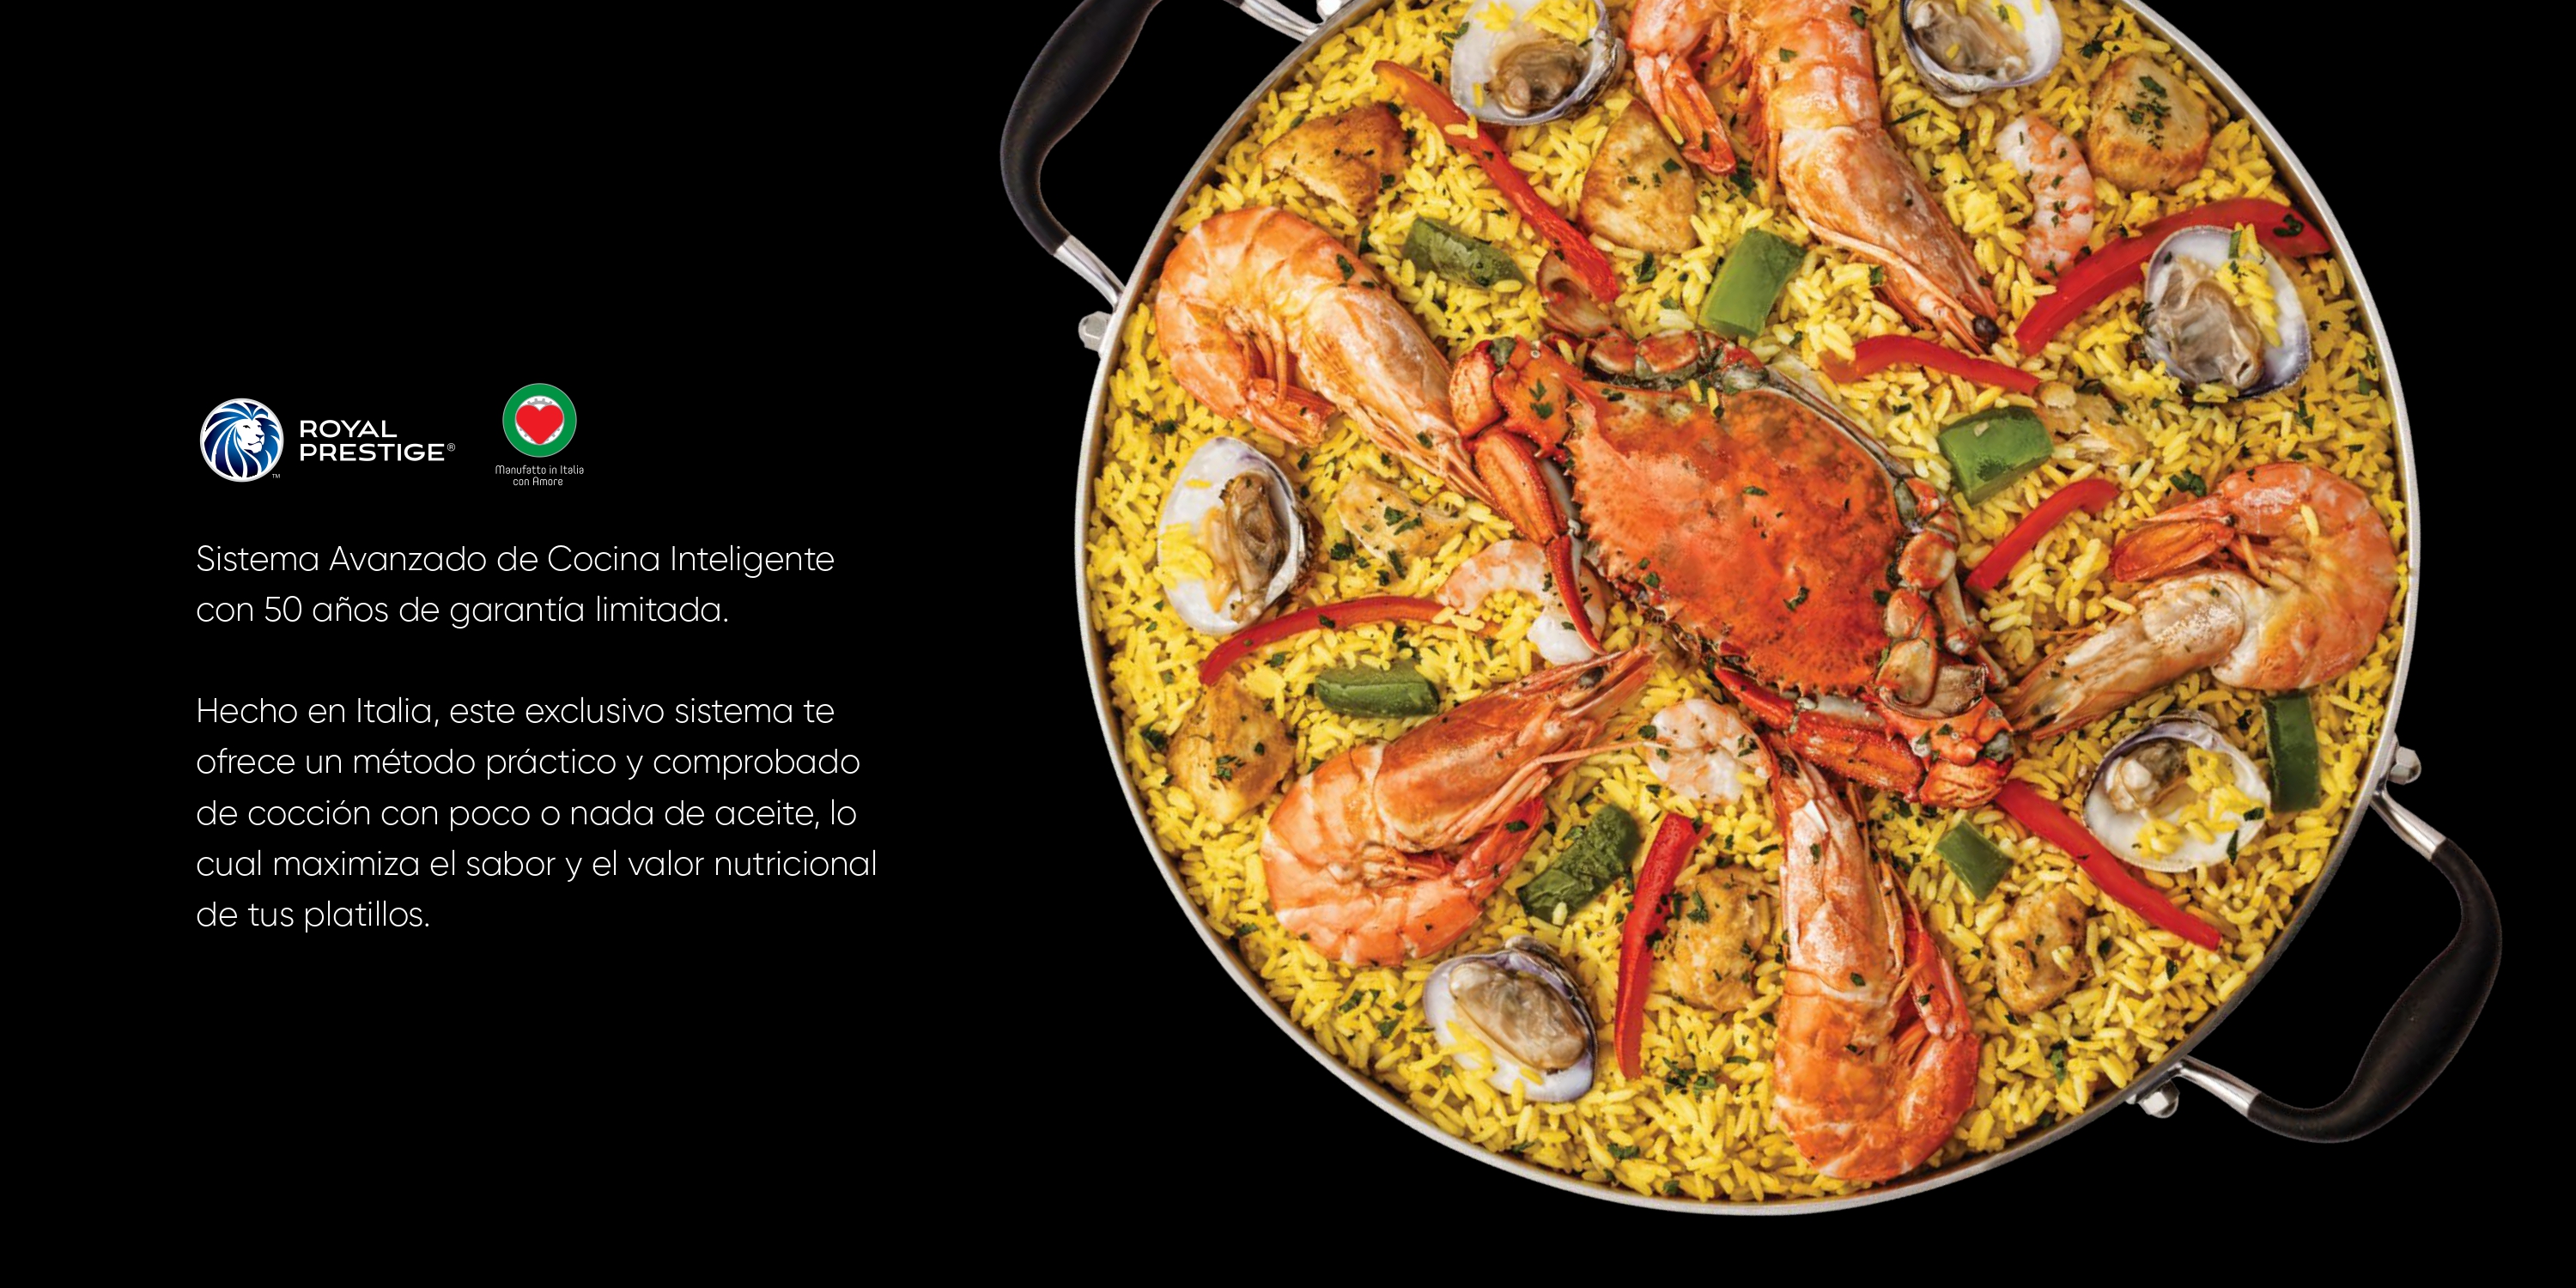 ROYAL
PRESTIGE®
™
Manufatto in Italia
con Amore
Sistema Avanzado de Cocina Inteligente
con 50 años de garantía limitada.
Hecho en Italia, este exclusivo sistema te
ofrece un método práctico y comprobado
de cocción con poco o nada de aceite, lo
cual maximiza el sabor y el valor nutricional
de tus platillos.